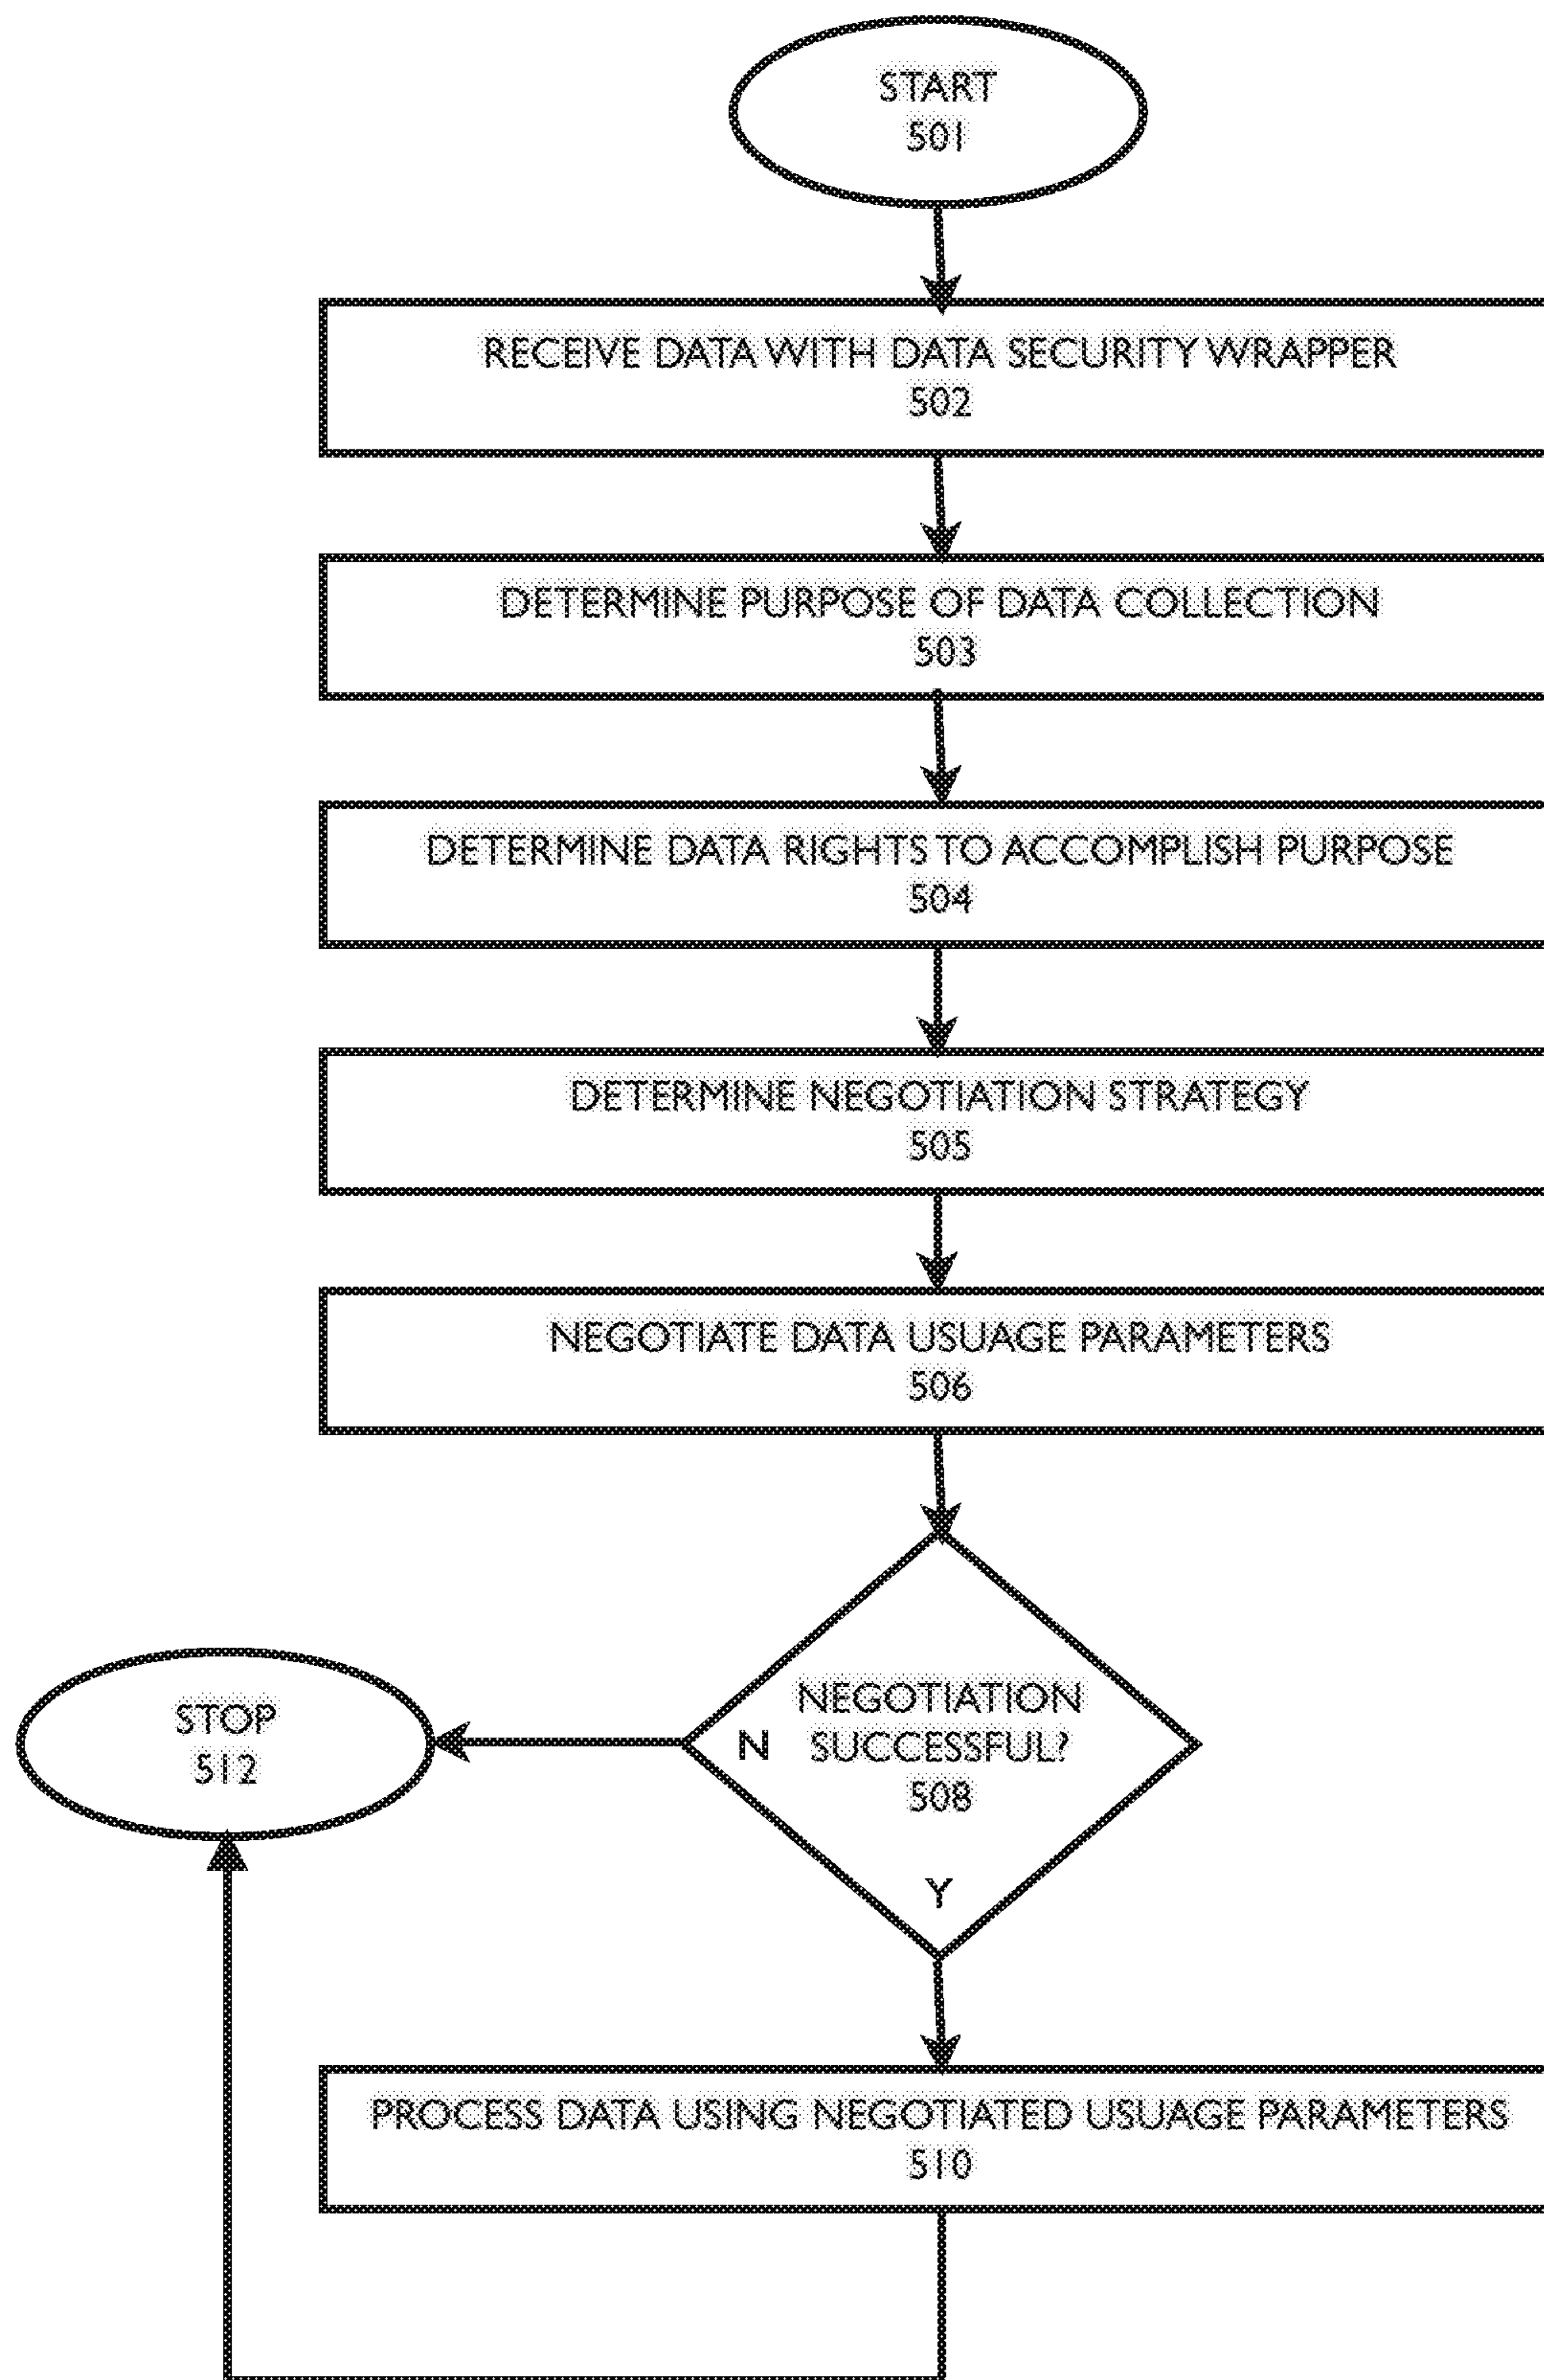 START
501
RECEIVE DATA WITH DATA SECURITY WRAPPER
502
DETERMINE PURPOSE OF DATA COLLECTION
503
DETERMINE DATA RIGHTS TO ACCOMPLISH PURPOSE
504
DETERMINE NEGOTIATION STRATEGY
505
NEGOTIATE DATA USUAGE PARAMETERS
506
NEGOTIATION
N SUCCESSFUL?
508
Y
STOP
512
PROCESS DATA USING NEGOTIATED USUAGE PARAMETERS
510